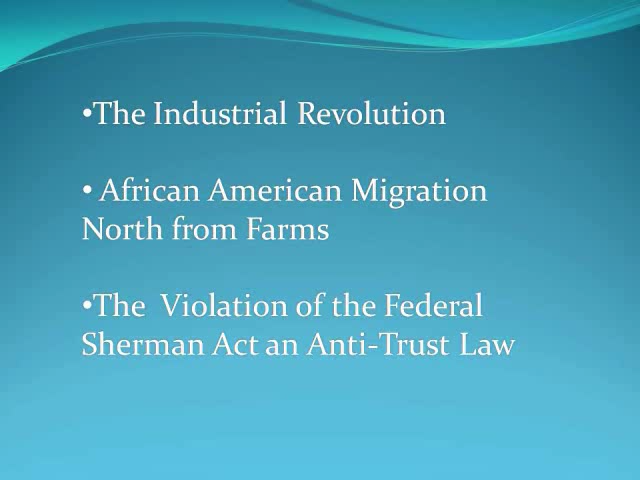 •The Industrial Revolution
• African American Migration
North from Farms
•The  Violation of the Federal
Sherman Act an Anti-Trust Law